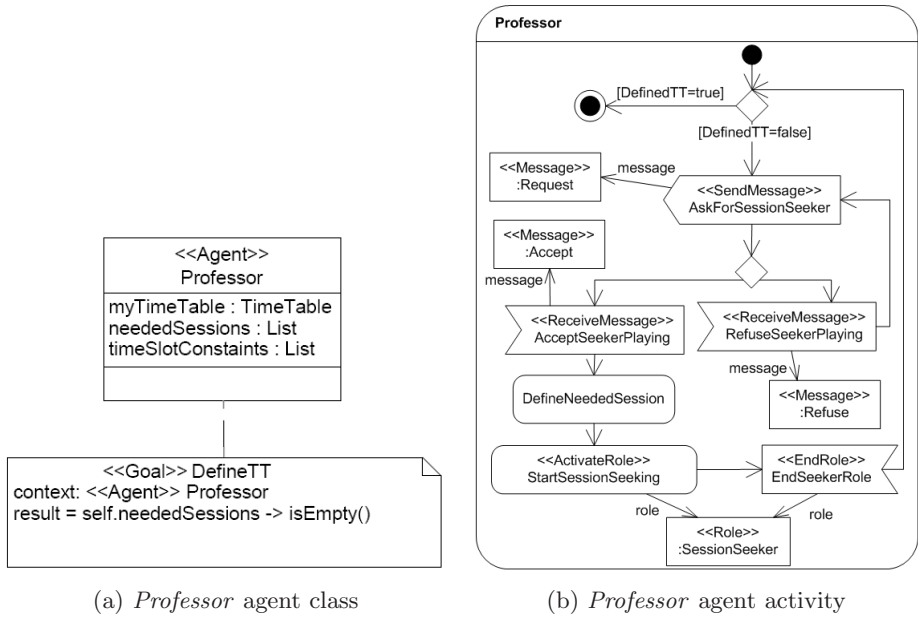 <<Agent>>
Professor
myTimeTable : TimeTable
neededSessions : List
timeSlotConstaints : List
<<Goal>> DefineTT
context: <<Agent>> Professor
result = self.neededSessions -> isEmpty()
(a) Professor agent class
Professor
[DefinedTT=true]
[DefinedTT=false]
<<Message>>
:Request
message
<<SendMessage>>
AskForSessionSeeker
<<Message>>
:Accept
message
<<ReceiveMessage>>
AcceptSeekerPlaying
<<ReceiveMessage>>
RefuseSeekerPlaying
message
<<Message>>
:Refuse
DefineNeededSession
<<ActivateRole>>
StartSessionSeeking
<<EndRole>>
EndSeekerRole
role
role
<<Role>>
:SessionSeeker
(b) Professor agent activity